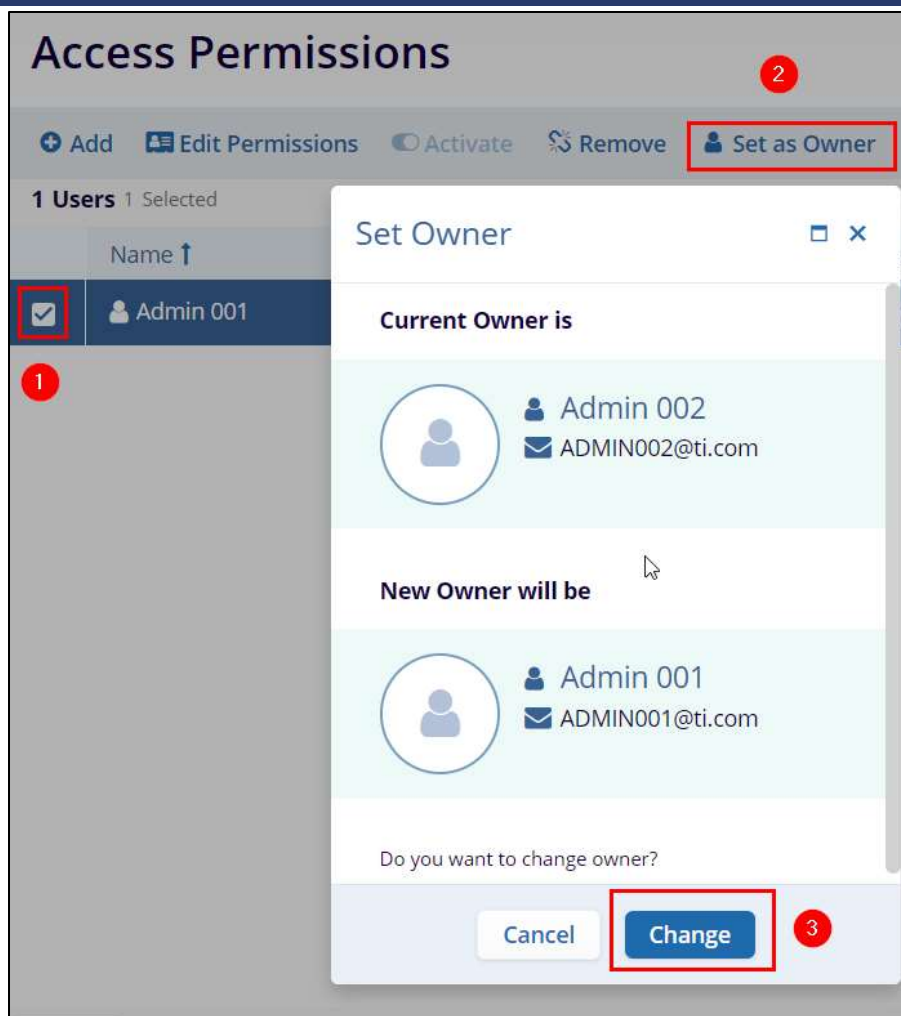 Access Permissions
2
Add Edit Permissions Activate Remove Set as Owner
1 Users 1 Selected
Name
Admin 001
1
Set Owner
Current Owner is
Admin 002
ADMIN002@ti.com
New Owner will be
Admin 001
ADMIN001@ti.com
Do you want to change owner?
Cancel Change
3